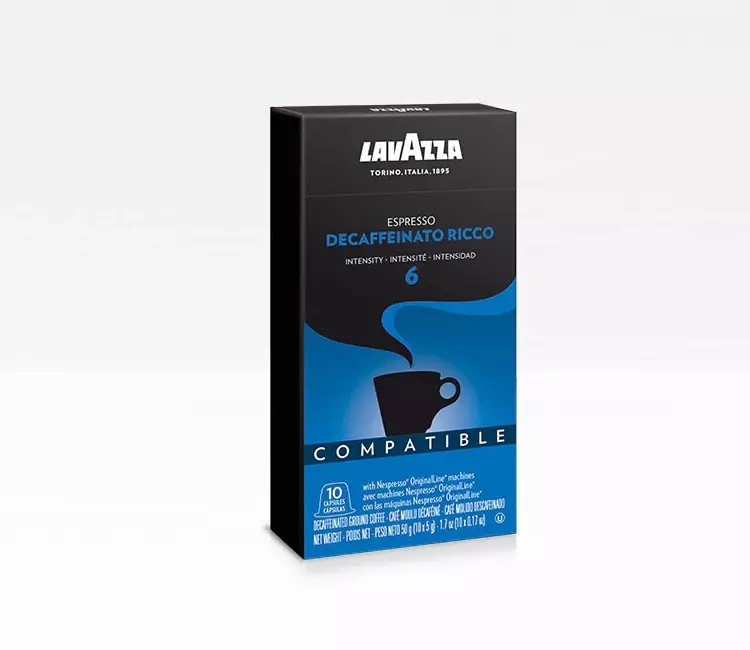 LAVAZZA
LAVAZZA
TORINO, ITALIA, 1895
ESPRESSO
DECAFFEINATO RICCO
INTENSITY - INTENSITÉ - INTENSIDAD
6
COMPATIBLE
10
CAPSULES
CÁPSULAS
with Nespresso® OriginalLine® machines
avec machines Nespresso® OriginalLine®
con las máquinas Nespresso® OriginalLine®
DECAFFEINATED GROUND COFFEE - CAFÉ MOULU DÉCAFÉINÉ - CAFÉ MOLIDO DESCAFEINADO
NET WEIGHT - POIDS NET - PESO NETO 50 g (10 x 5 g) - 1.7 oz (10 x 0.17 oz)
U